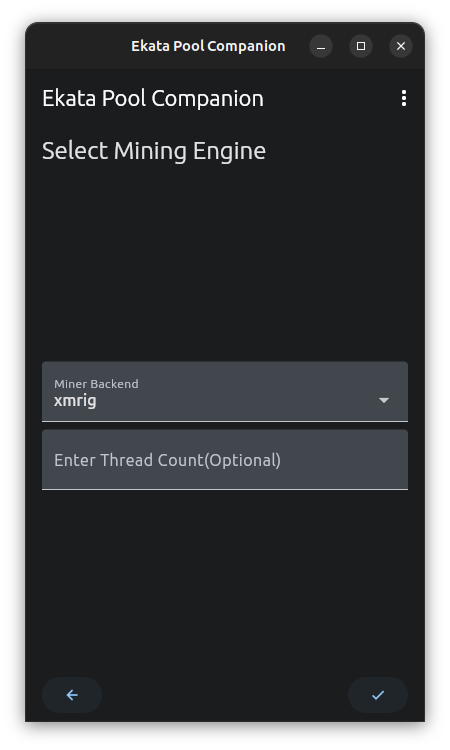 Ekata Pool Companion
Ekata Pool Companion
Select Mining Engine
Miner Backend
xmrig
Enter Thread Count(Optional)